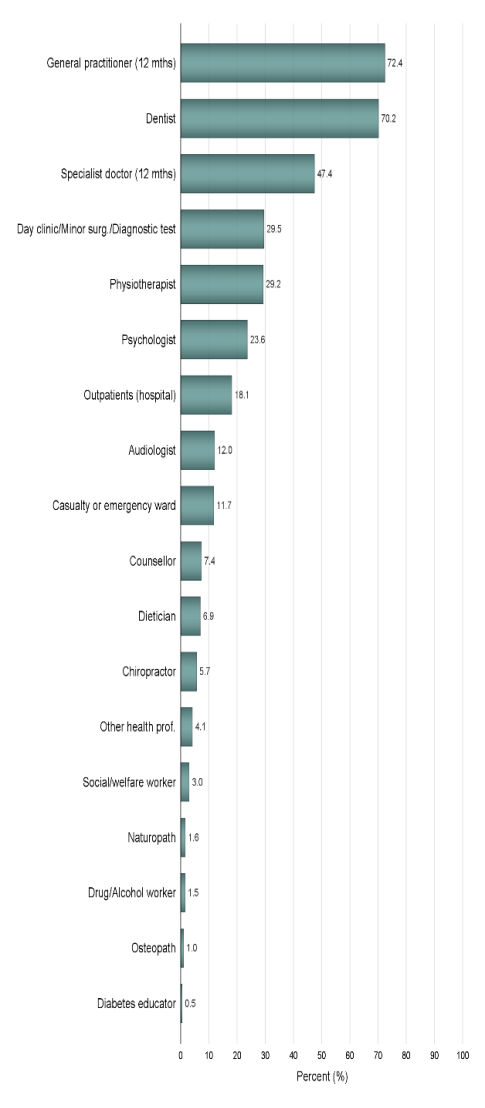 General practitioner (12 mths) 72.4
Dentist 70.2
Specialist doctor (12 mths) 47.4
Day clinic/Minor surg./Diagnostic test 29.5
Physiotherapist 29.2
Psychologist 23.6
Outpatients (hospital) 18.1
Audiologist 12.0
Casualty or emergency ward 11.7
Counsellor 7.4
Dietician 6.9
Chiropractor 5.7
Other health prof. 4.1
Social/welfare worker 3.0
Naturopath 1.6
Drug/Alcohol worker 1.5
Osteopath 1.0
Diabetes educator 0.5
0 10 20 30 40 50 60 70 80 90 100
Percent (%)